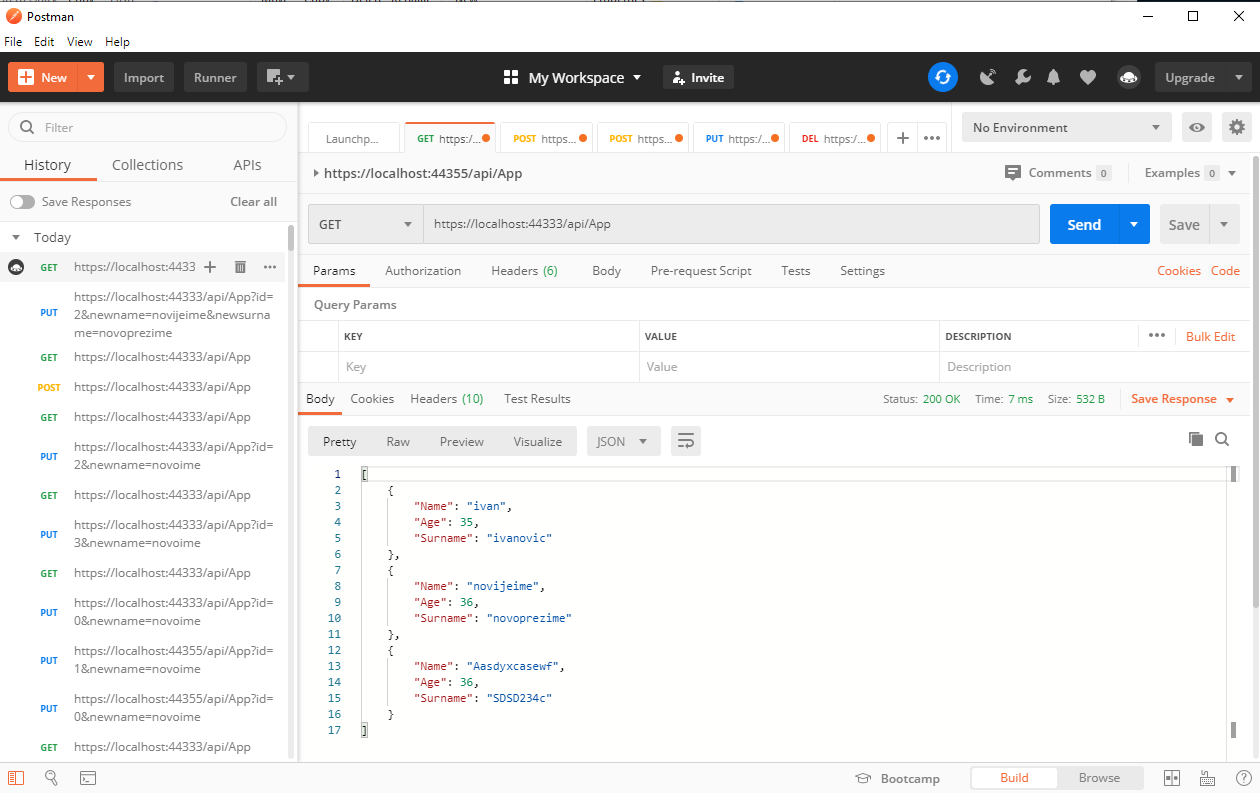 Postman
File Edit View Help
New Import Runner My Workspace Invite Upgrade
Filter
History Collections APIs
Save Responses Clear all
Today
GET https://localhost:4433
PUT https://localhost:44333/api/App?id=
2&newname=novijeime&newsurna
me=novoprezime
GET https://localhost:44333/api/App
POST https://localhost:44333/api/App
GET https://localhost:44333/api/App
PUT https://localhost:44333/api/App?id=
2&newname=novoime
GET https://localhost:44333/api/App
PUT https://localhost:44333/api/App?id=
3&newname=novoime
GET https://localhost:44333/api/App
PUT https://localhost:44333/api/App?id=
0&newname=novoime
PUT https://localhost:44355/api/App?id=
1&newname=novoime
PUT https://localhost:44355/api/App?id=
0&newname=novoime
GET https://localhost:44333/api/App
Launchp... GET https:/... POST https... POST https... PUT https:/... DEL https:/... No Environment
https://localhost:44355/api/App Comments 0 Examples 0
GET https://localhost:44333/api/App Send Save
Params Authorization Headers (6) Body Pre-request Script Tests Settings Cookies Code
Query Params
KEY VALUE DESCRIPTION Bulk Edit
Key Value Description
Body Cookies Headers (10) Test Results Status: 200 OK Time: 7 ms Size: 532 B Save Response
Pretty Raw Preview Visualize JSON
1 [
2 {
3 "Name": "ivan",
4 "Age": 35,
5 "Surname": "ivanovic"
6 },
7 {
8 "Name": "novijeime",
9 "Age": 36,
10 "Surname": "novoprezime"
11 },
12 {
13 "Name": "Aasdyxcasewf",
14 "Age": 36,
15 "Surname": "SDSD234c"
16 }
17 ]
Bootcamp Build Browse